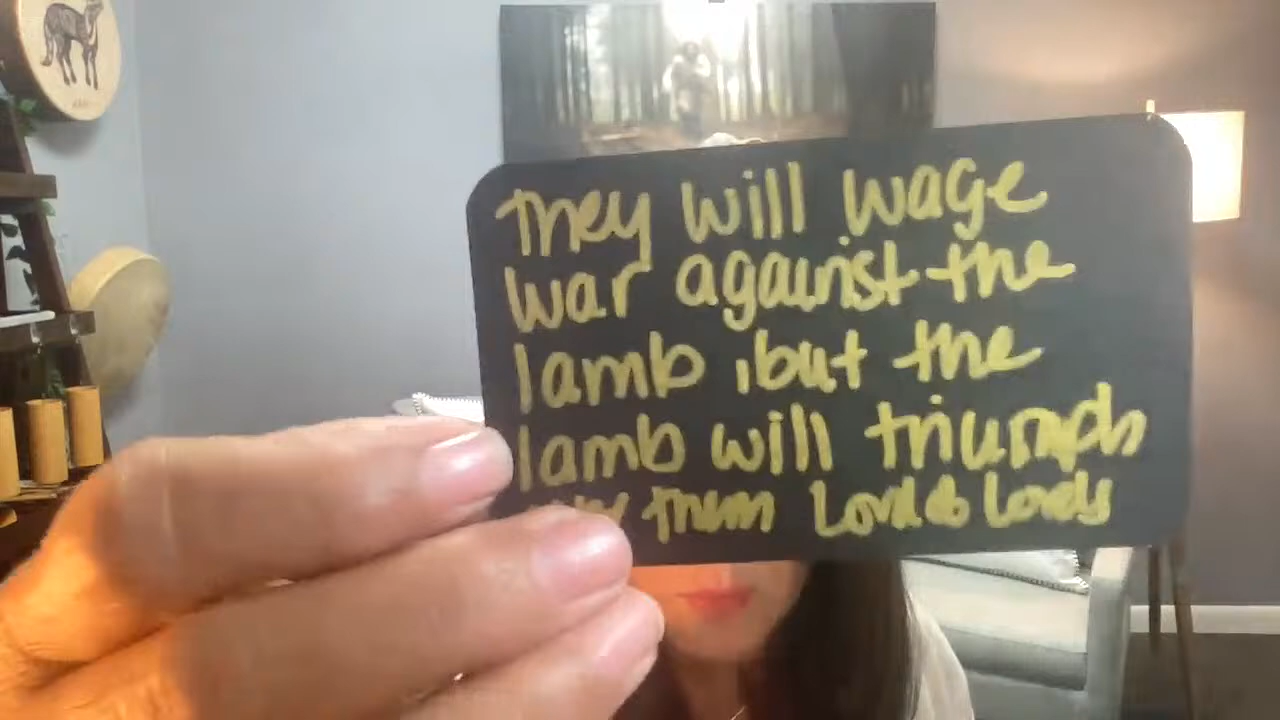 They will wage
war against the
lamb, but the
lamb will triumph
them Lord of Lords